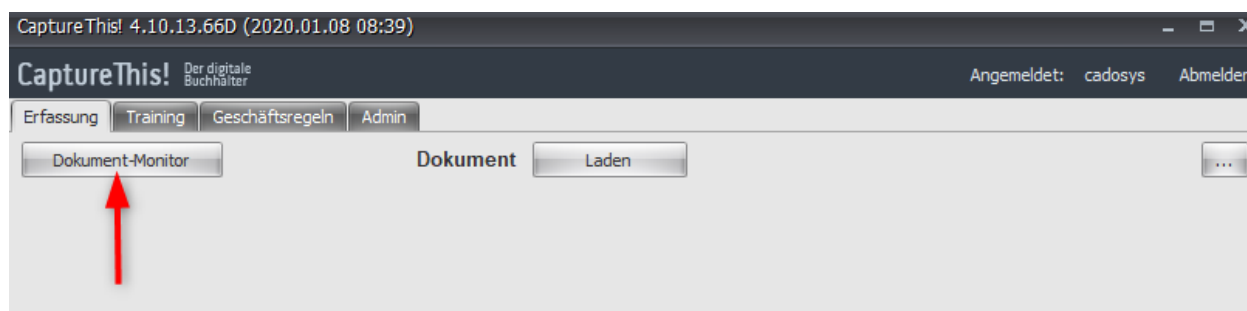 CaptureThis! 4.10.13.66D (2020.01.08 08:39)
CaptureThis! Der digitale Buchhalter Angemeldet: cadosys Abmelden
Erfassung Training Geschäftsregeln Admin
Dokument-Monitor Dokument Laden ...